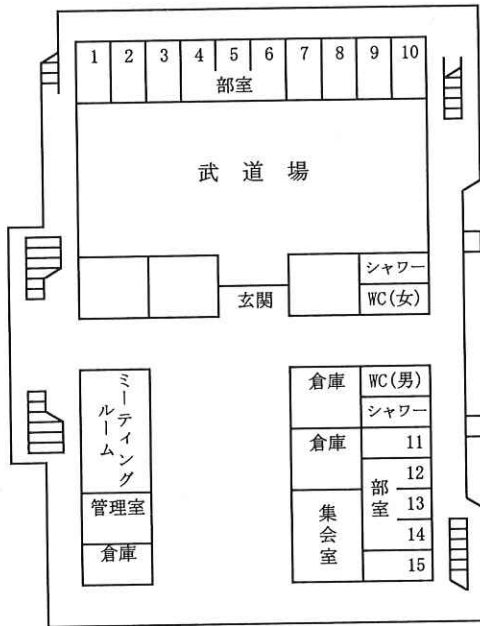 1 2 3 4 5 6 7 8 9 10
部室
武道場
シャワー
玄関
WC(女)
ミーティング
ルーム
倉庫
WC(男)
シャワー
倉庫
11
12
部室
13
管理室
集会室
14
倉庫
15